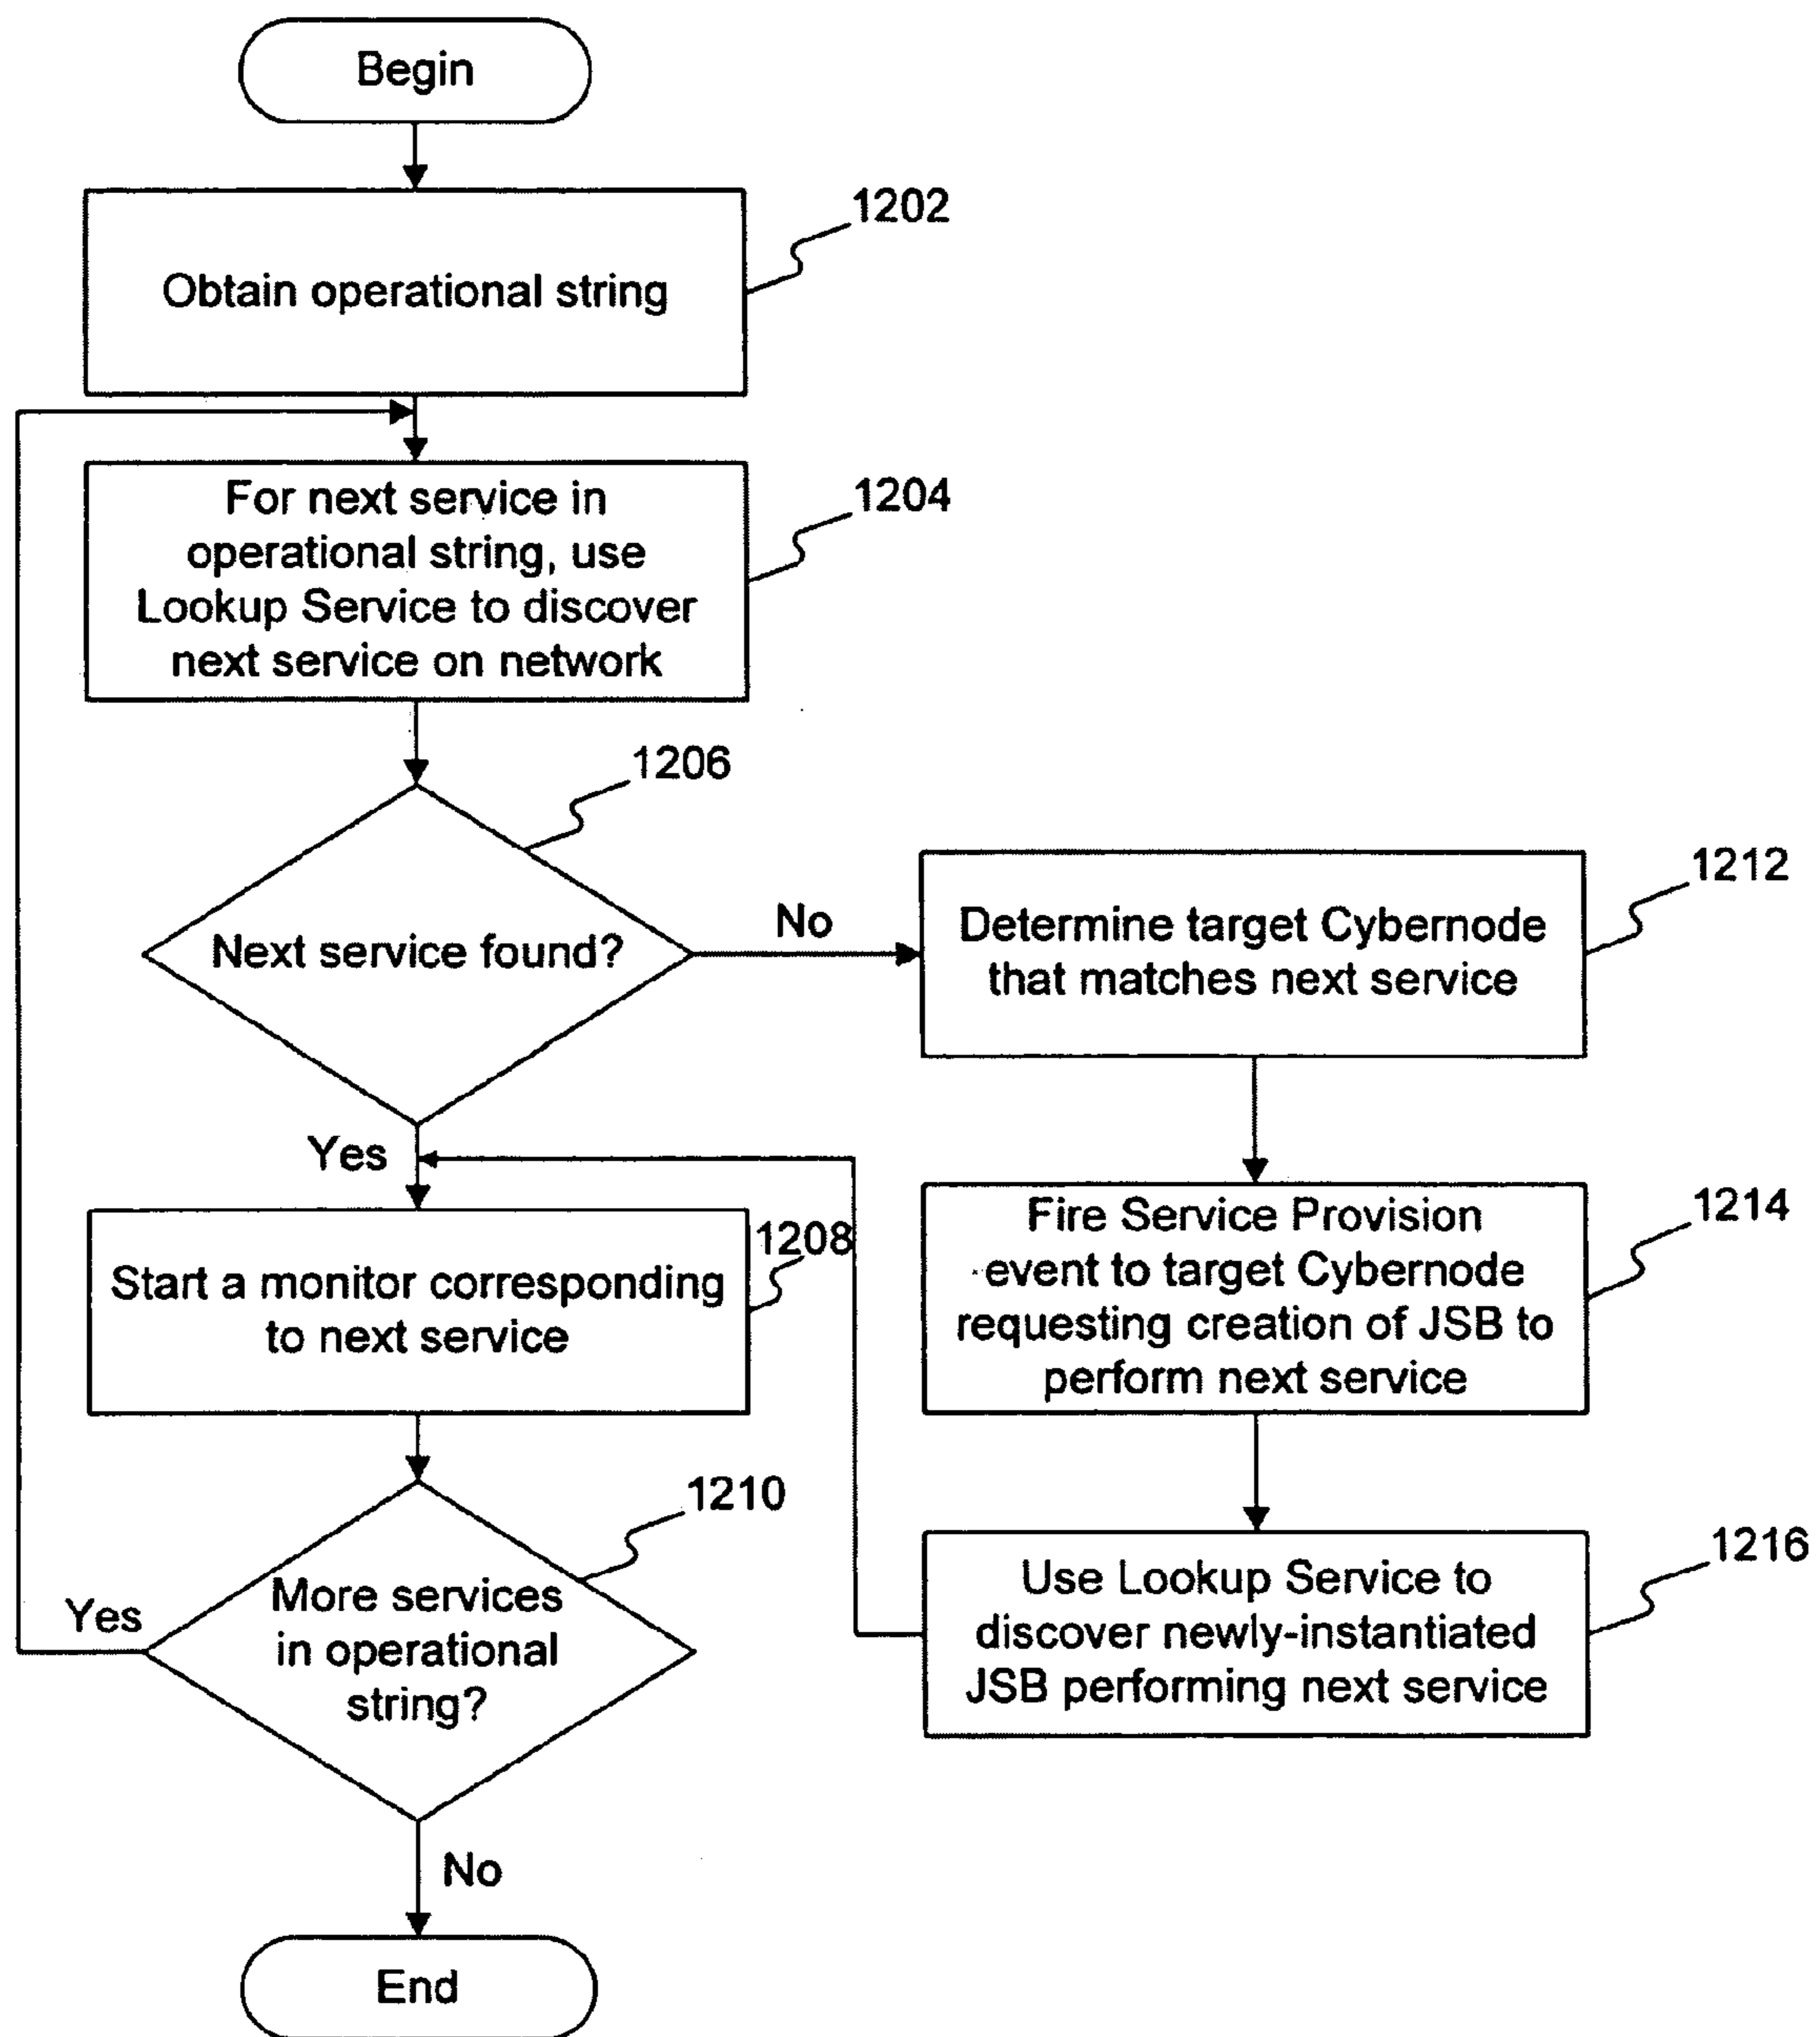 Begin
1202
Obtain operational string
1204
For next service in
operational string, use
Lookup Service to discover
next service on network
1206
Next service found?
No
1212
Determine target Cybernode
that matches next service
Yes
1208
Start a monitor corresponding
to next service
1214
Fire Service Provision
event to target Cybernode
requesting creation of JSB to
perform next service
1210
More services
in operational
string?
Yes
1216
Use Lookup Service to
discover newly-instantiated
JSB performing next service
No
End